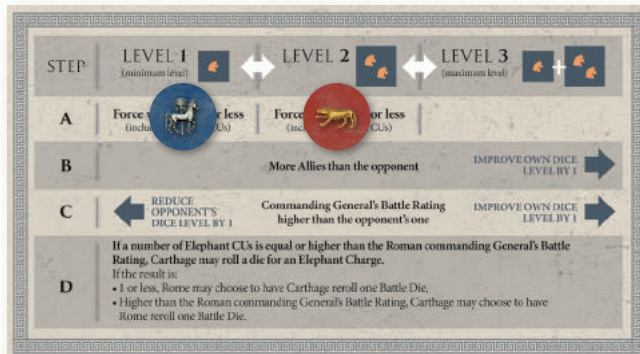 STEP
LEVEL 1
(minimum level)
LEVEL 2
LEVEL 3
(maximum level)
+
A
Force or less
(inclu CUs)
Force or less
(inc CUs)
B
More Allies than the opponent
IMPROVE OWN DICE
LEVEL BY 1
C
REDUCE
OPPONENT'S
DICE LEVEL BY 1
Commanding General's Battle Rating
higher than the opponent's one
IMPROVE OWN DICE
LEVEL BY 1
D
If a number of Elephant CUs is equal or higher than the Roman commanding General's Battle
Rating, Carthage may roll a die for an Elephant Charge.
If the result is:
• 1 or less, Rome may choose to have Carthage reroll one Battle Die,
• Higher than the Roman commanding General's Battle Rating, Carthage may choose to have
Rome reroll one Battle Die.